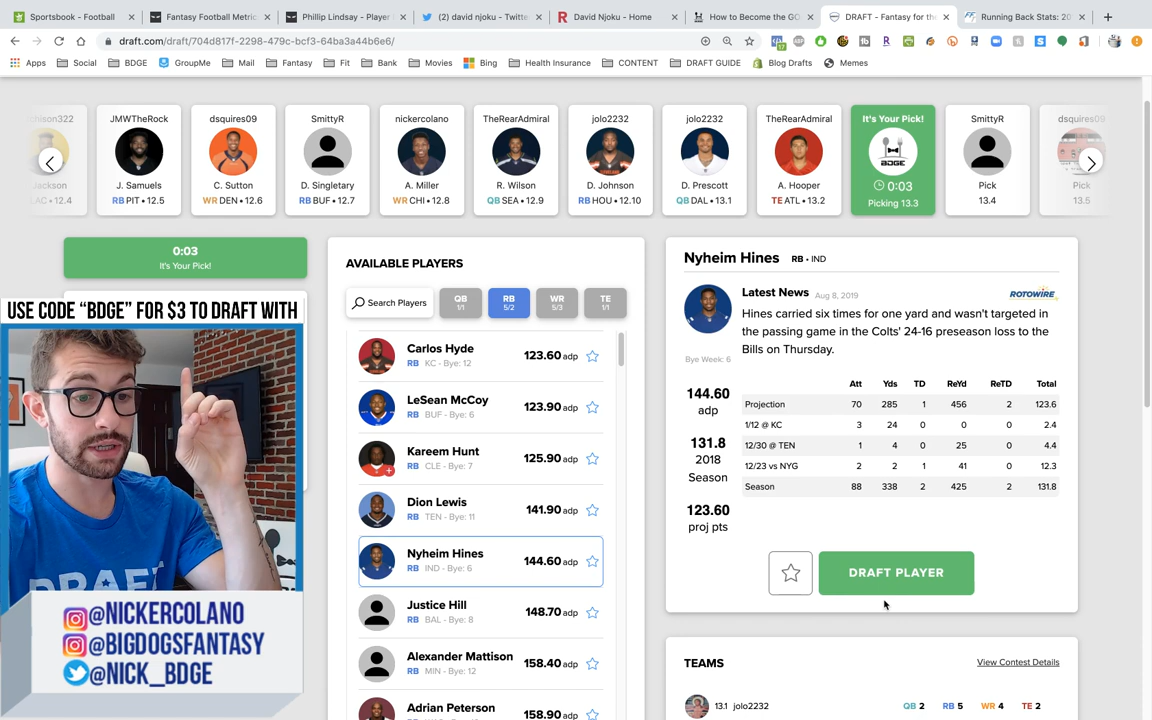 Sportsbook - Football
Fantasy Football Metric
Phillip Lindsay - Player
(2) david njoku - Twitte
David Njoku - Home
How to Become the GO
DRAFT - Fantasy for the
Running Back Stats: 20
draft.com/draft/704d817f-2298-479c-bcf3-64ba3a44b6e6/
Apps Social BDGE GroupMe Mail Fantasy Fit Bank Movies Bing Health Insurance CONTENT DRAFT GUIDE Blog Drafts Memes
hison322 JMWTheRock dsquires09 SmittyR nickercolano TheRearAdmiral jolo2232 jolo2232 TheRearAdmiral It's Your Pick! SmittyR dsquires09
BDGE
Jackson J. Samuels C. Sutton D. Singletary A. Miller R. Wilson D. Johnson D. Prescott A. Hooper 0:03 Pick Pick
LAC • 12.4 RB PIT • 12.5 WR DEN • 12.6 RB BUF • 12.7 WR CHI • 12.8 QB SEA • 12.9 RB HOU • 12.10 QB DAL • 13.1 TE ATL • 13.2 Picking 13.3 13.4 13.5
0:03
It's Your Pick!
USE CODE "BDGE" FOR $3 TO DRAFT WITH
DRAFT
@NICKERCOLANO
@BIGDOGSFANTASY
@NICK_BDGE
AVAILABLE PLAYERS
Search Players
QB
1/1
RB
5/2
WR
5/3
TE
1/1
Carlos Hyde
RB KC - Bye: 12
123.60 adp
LeSean McCoy
RB BUF - Bye: 6
123.90 adp
Kareem Hunt
RB CLE - Bye: 7
125.90 adp
Dion Lewis
RB TEN - Bye: 11
141.90 adp
Nyheim Hines
RB IND - Bye: 6
144.60 adp
Justice Hill
RB BAL - Bye: 8
148.70 adp
Alexander Mattison
RB MIN - Bye: 12
158.40 adp
Adrian Peterson
158.90 adp
Nyheim Hines RB • IND
Latest News Aug 8, 2019
ROTOWIRE
Hines carried six times for one yard and wasn't targeted in
the passing game in the Colts' 24-16 preseason loss to the
Bills on Thursday.
Bye Week: 6
144.60
adp
131.8
2018
Season
123.60
proj pts
Att Yds TD ReYd ReTD Total
Projection 70 285 1 456 2 123.6
1/12 @ KC 3 24 0 0 0 2.4
12/30 @ TEN 1 4 0 25 0 4.4
12/23 vs NYG 2 2 1 41 0 12.3
Season 88 338 2 425 2 131.8
DRAFT PLAYER
TEAMS
View Contest Details
13.1 jolo2232 QB 2 RB 5 WR 4 TE 2